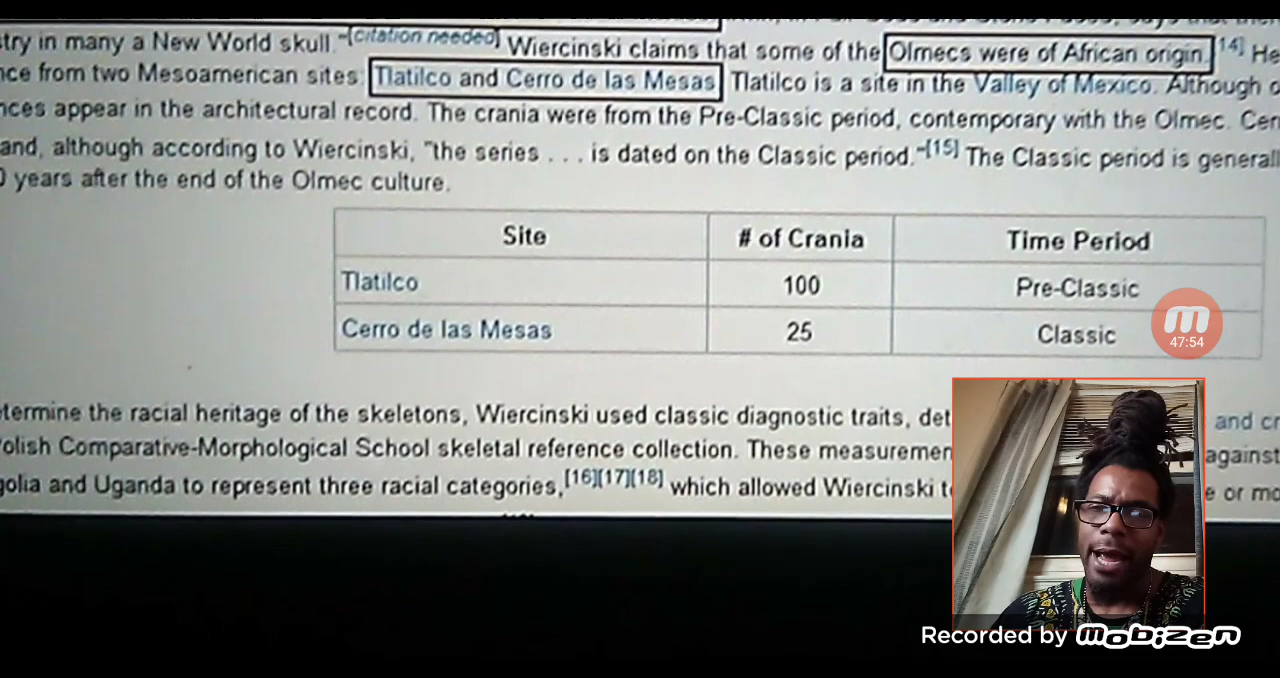 try in many a New World skull."[citation needed] Wiercinski claims that some of the Olmecs were of African origin.[14] He
nce from two Mesoamerican sites: Tlatilco and Cerro de las Mesas. Tlatilco is a site in the Valley of Mexico. Although
nces appear in the architectural record. The crania were from the Pre-Classic period, contemporary with the Olmec. Cer
and, although according to Wiercinski, "the series . . . is dated on the Classic period."[15] The Classic period is general
years after the end of the Olmec culture.
Site # of Crania Time Period
Tlatilco 100 Pre-Classic
Cerro de las Mesas 25 Classic
47:54
termine the racial heritage of the skeletons, Wiercinski used classic diagnostic traits, det and cr
olish Comparative-Morphological School skeletal reference collection. These measuremen against
golia and Uganda to represent three racial categories,[16][17][18] which allowed Wiercinski t e or mo
Recorded by mobizen